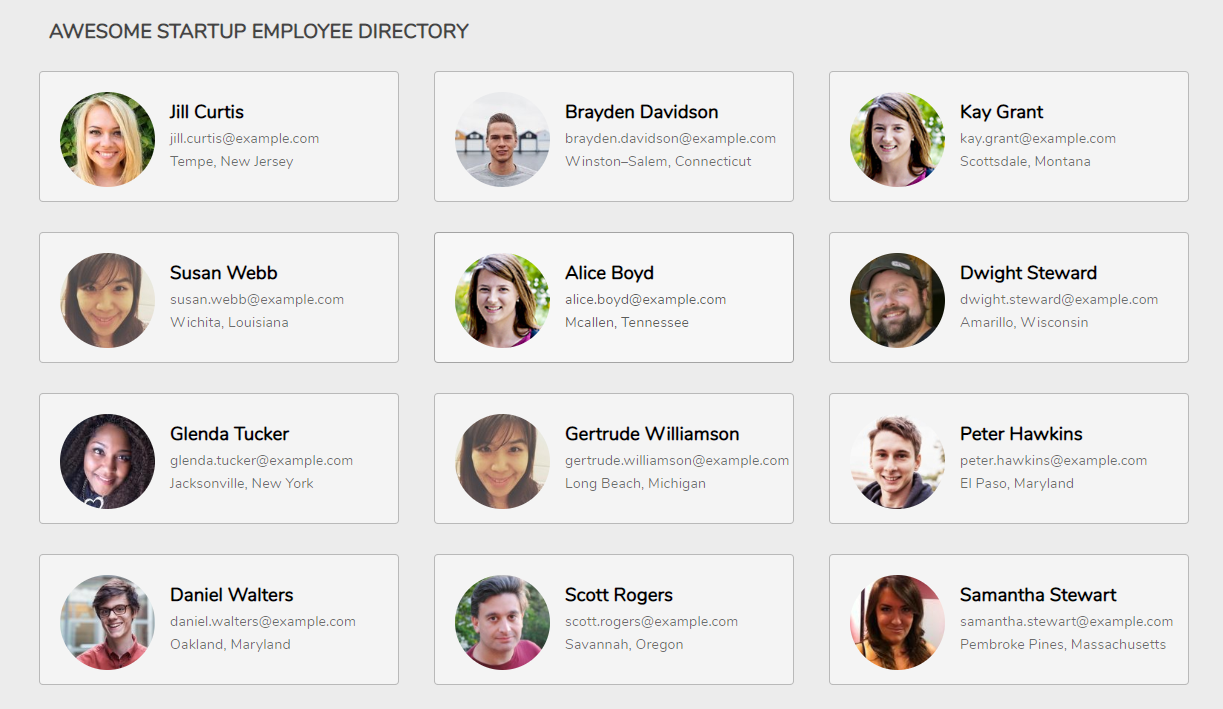 AWESOME STARTUP EMPLOYEE DIRECTORY
Jill Curtis
jill.curtis@example.com
Tempe, New Jersey
Brayden Davidson
brayden.davidson@example.com
Winston–Salem, Connecticut
Kay Grant
kay.grant@example.com
Scottsdale, Montana
Susan Webb
susan.webb@example.com
Wichita, Louisiana
Alice Boyd
alice.boyd@example.com
Mcallen, Tennessee
Dwight Steward
dwight.steward@example.com
Amarillo, Wisconsin
Glenda Tucker
glenda.tucker@example.com
Jacksonville, New York
Gertrude Williamson
gertrude.williamson@example.com
Long Beach, Michigan
Peter Hawkins
peter.hawkins@example.com
El Paso, Maryland
Daniel Walters
daniel.walters@example.com
Oakland, Maryland
Scott Rogers
scott.rogers@example.com
Savannah, Oregon
Samantha Stewart
samantha.stewart@example.com
Pembroke Pines, Massachusetts